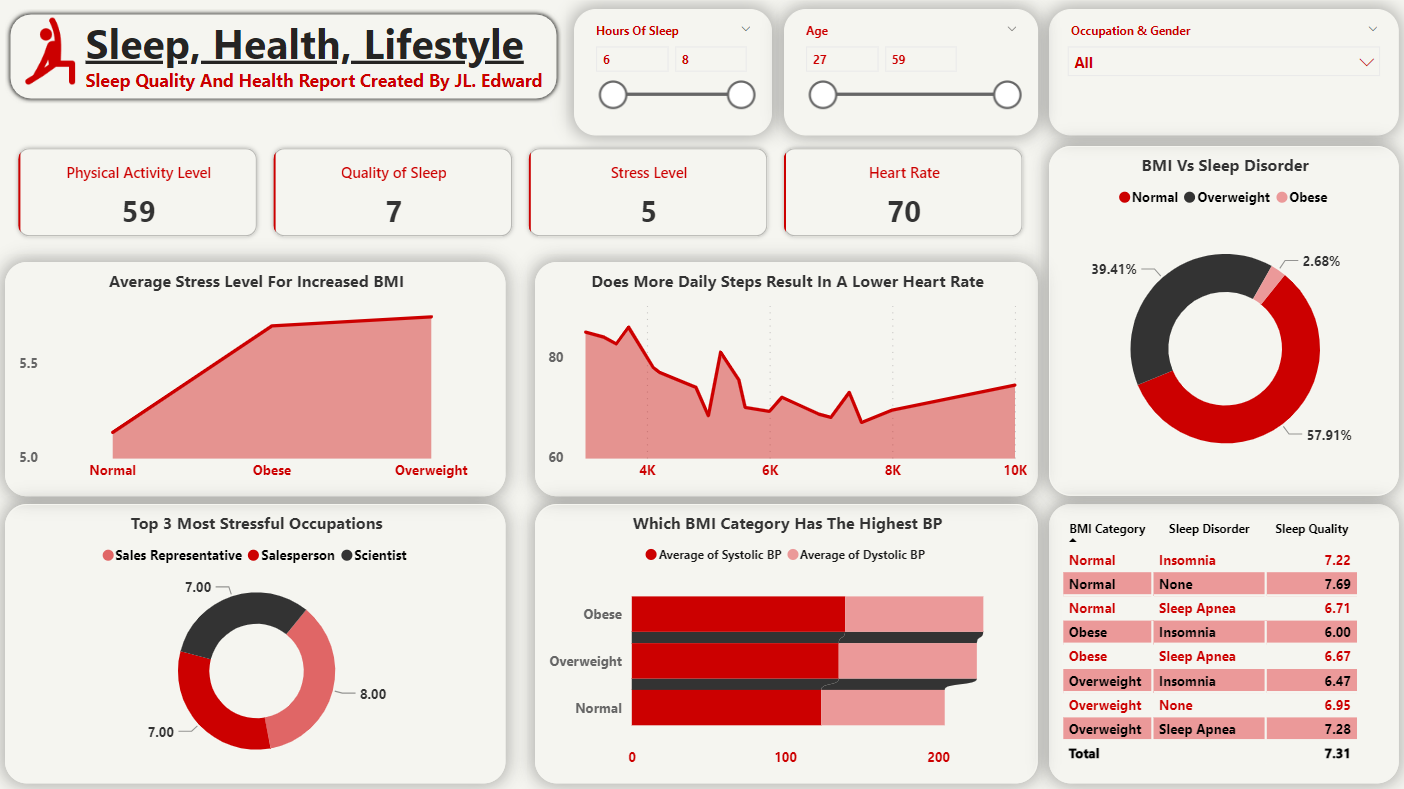 Sleep, Health, Lifestyle
Sleep Quality And Health Report Created By JL. Edward
Hours Of Sleep
6 8
Age
27 59
Occupation & Gender
All
Physical Activity Level
59
Quality of Sleep
7
Stress Level
5
Heart Rate
70
BMI Vs Sleep Disorder
Normal Overweight Obese
39.41%
2.68%
57.91%
Average Stress Level For Increased BMI
5.5
5.0
Normal Obese Overweight
Does More Daily Steps Result In A Lower Heart Rate
80
60
4K 6K 8K 10K
Top 3 Most Stressful Occupations
Sales Representative Salesperson Scientist
7.00
8.00
7.00
Which BMI Category Has The Highest BP
Average of Systolic BP Average of Dystolic BP
Obese
Overweight
Normal
0 100 200
BMI Category Sleep Disorder Sleep Quality
Normal Insomnia 7.22
Normal None 7.69
Normal Sleep Apnea 6.71
Obese Insomnia 6.00
Obese Sleep Apnea 6.67
Overweight Insomnia 6.47
Overweight None 6.95
Overweight Sleep Apnea 7.28
Total 7.31